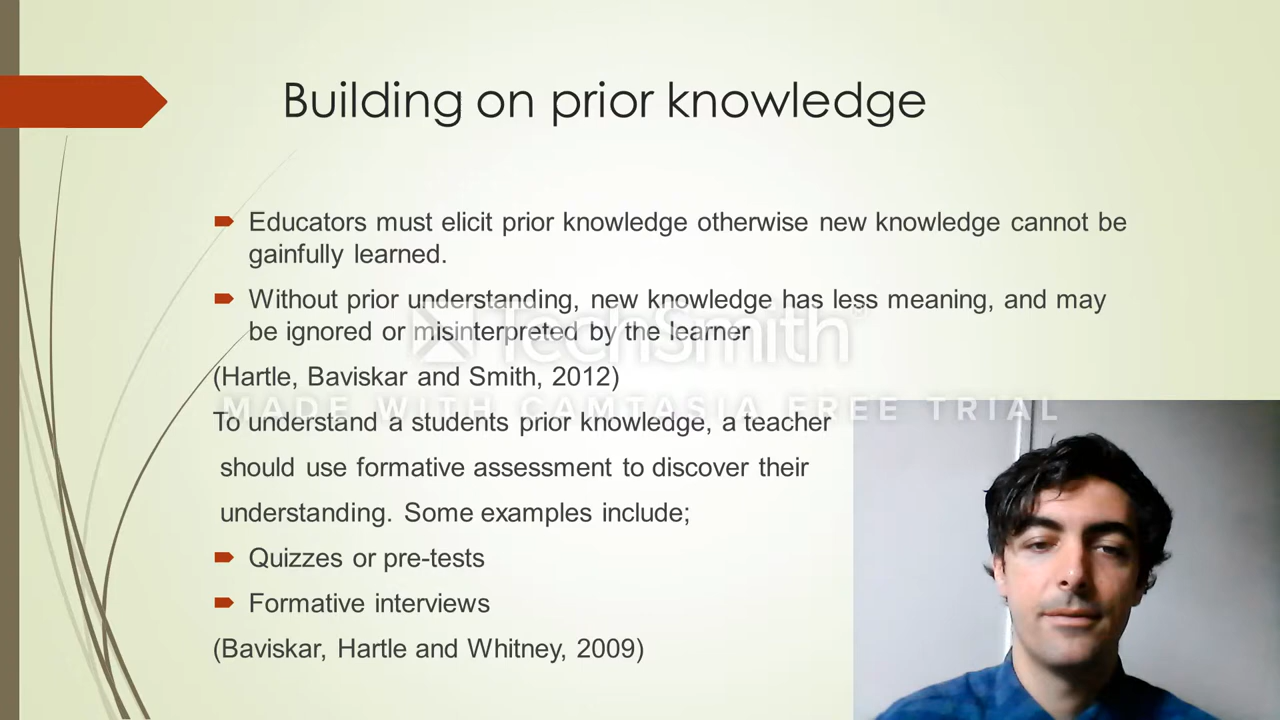 Building on prior knowledge
Educators must elicit prior knowledge otherwise new knowledge cannot be
gainfully learned.
Without prior understanding, new knowledge has less meaning, and may
be ignored or misinterpreted by the learner
TechSmith®
(Hartle, Baviskar and Smith, 2012)
MADE WITH CAMTASIA FREE TRIAL
To understand a students prior knowledge, a teacher
should use formative assessment to discover their
understanding. Some examples include;
Quizzes or pre-tests
Formative interviews
(Baviskar, Hartle and Whitney, 2009)